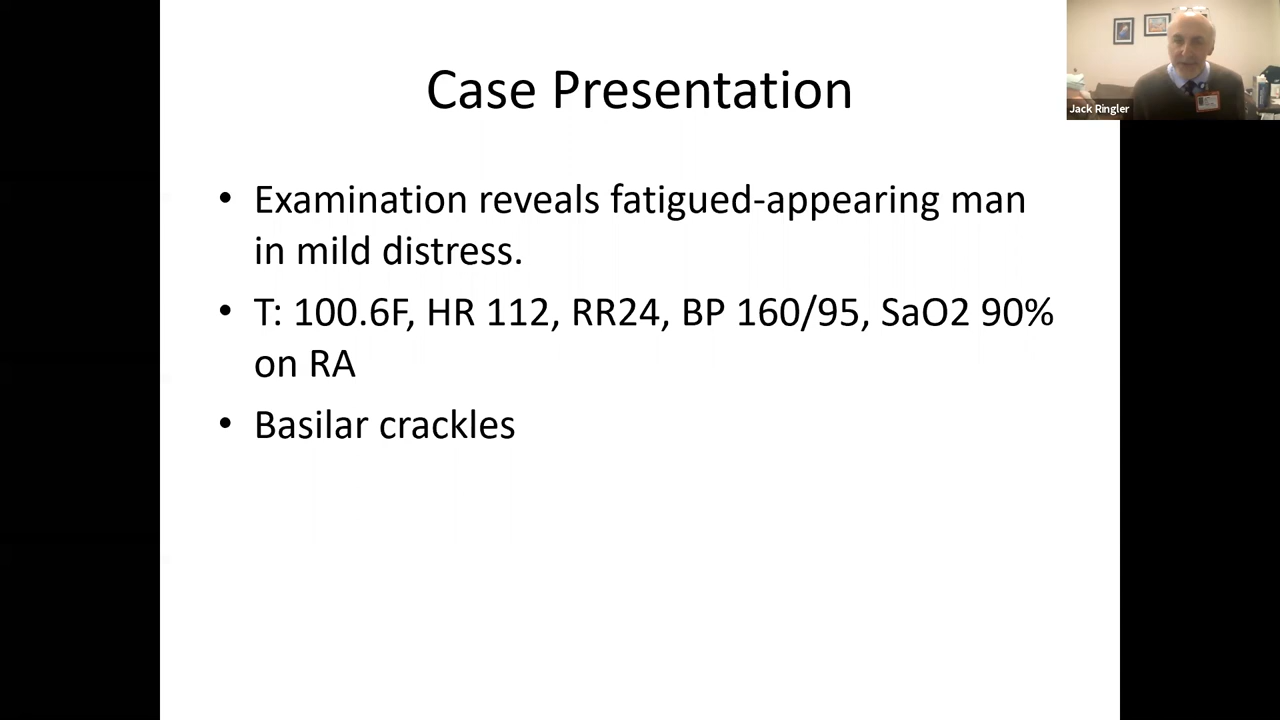 Case Presentation
Jack Ringler
• Examination reveals fatigued-appearing man
in mild distress.
• T: 100.6F, HR 112, RR24, BP 160/95, SaO2 90%
on RA
• Basilar crackles